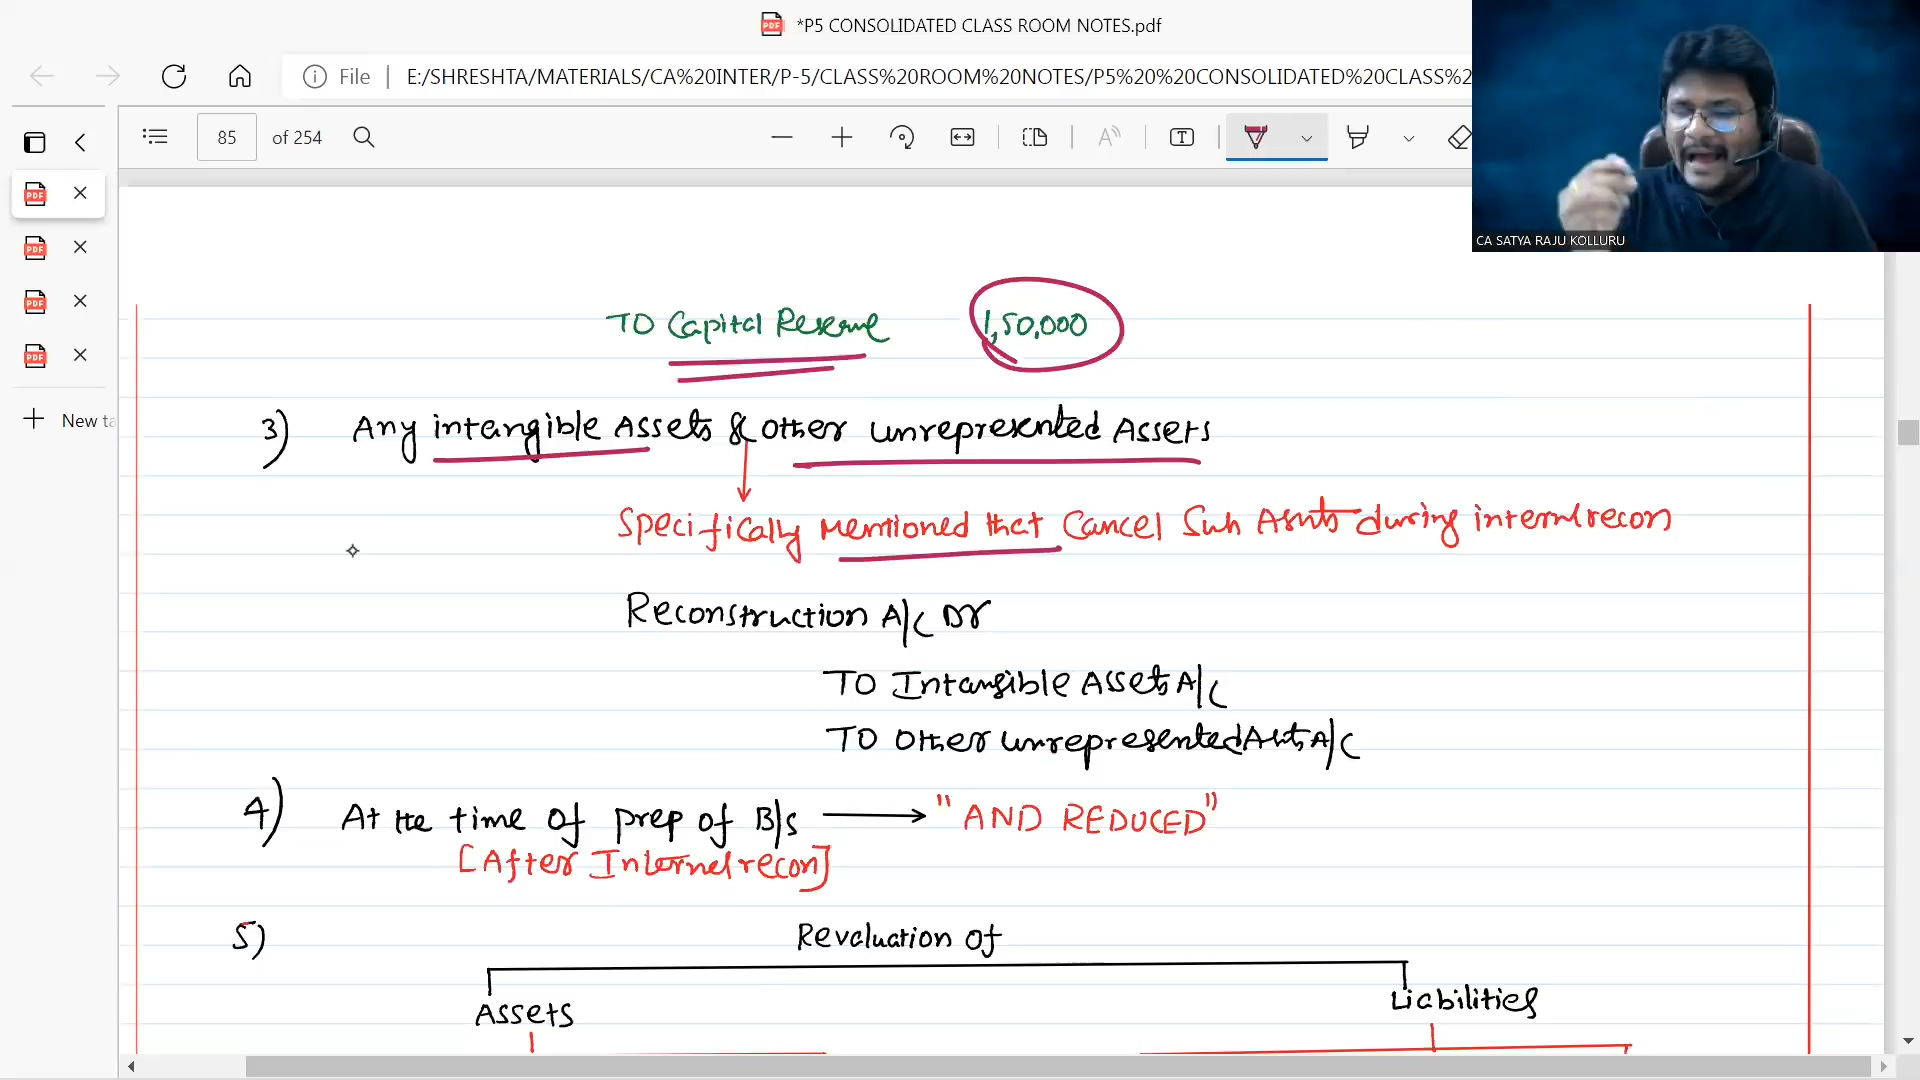 *P5 CONSOLIDATED CLASS ROOM NOTES.pdf
File
E:/SHRESHTA/MATERIALS/CA%20INTER/P-5/CLASS%20ROOM%20NOTES/P5%20%20CONSOLIDATED%20CLASS%2
85 of 254
CA SATYA RAJU KOLLURU
New ta
TO Capital Reserve 1,50,000
3) Any intangible Assets & other unrepresented Assets
Specifically mentioned that Cancel Such Assets during internal recon
Reconstruction A/C Dr
TO Intangible Assets A/C
TO Other unrepresented Assts A/C
4) At the time of prep of B/s → "AND REDUCED"
[After Internal recon]
5) Revaluation Of
Assets Liabilities